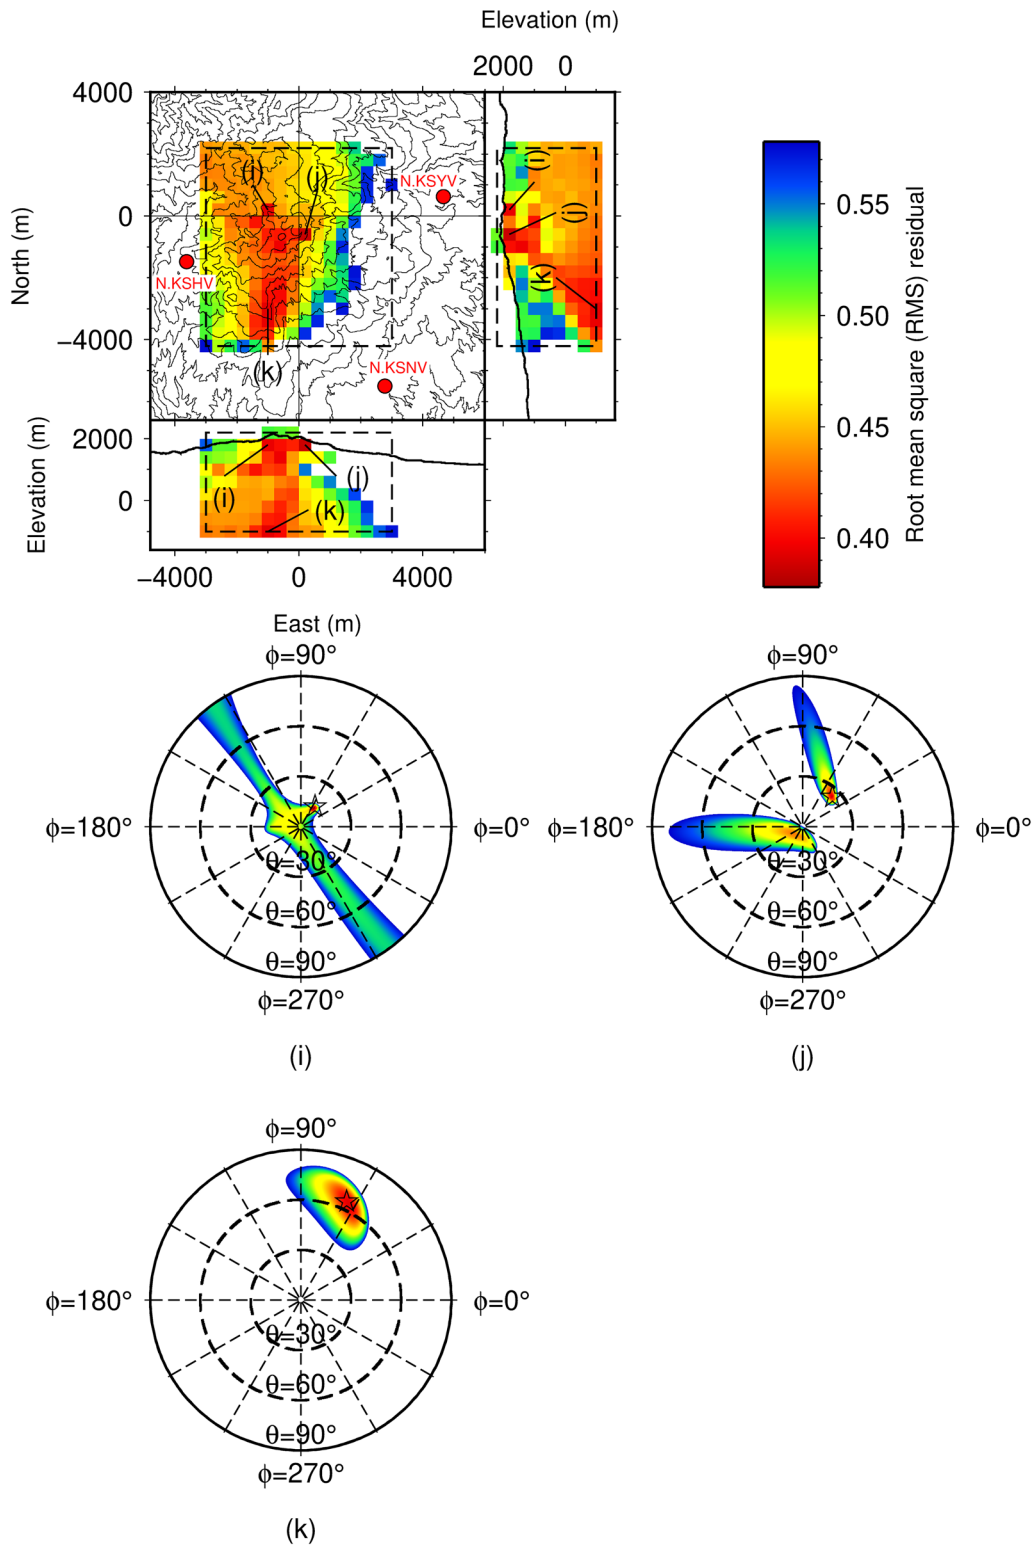 Elevation (m)
2000 0
4000
0
−4000
North (m)
(i)
(j)
(k)
N.KSYV
N.KSHV
N.KSNV
(i)
(j)
(k)
0.55
0.50
0.45
0.40
Root mean square (RMS) residual
2000
0
Elevation (m)
(i)
(j)
(k)
−4000 0 4000
East (m)
ϕ=90°
ϕ=180°
ϕ=0°
θ=30°
θ=60°
θ=90°
ϕ=270°
(i)
ϕ=90°
ϕ=180°
ϕ=0°
θ=30°
θ=60°
θ=90°
ϕ=270°
(j)
ϕ=90°
ϕ=180°
ϕ=0°
θ=30°
θ=60°
θ=90°
ϕ=270°
(k)